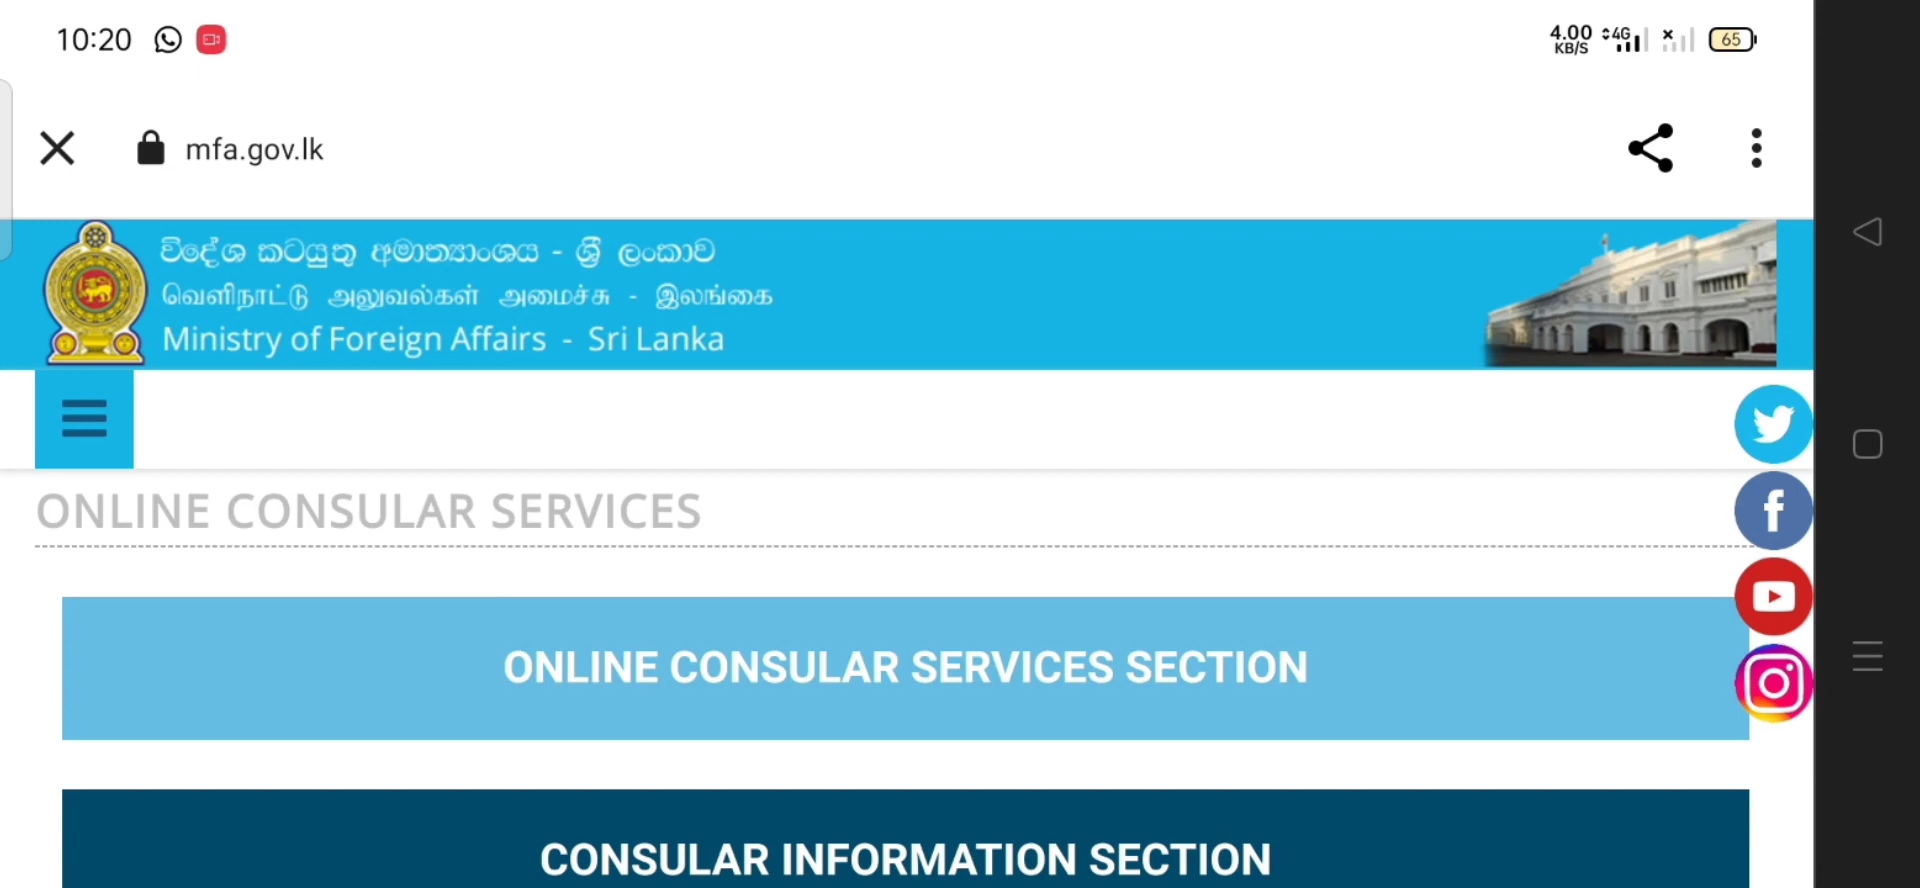 10:20
4.00
KB/S
4G
65
mfa.gov.lk
විදේශ කටයුතු අමාත්‍යාංශය - ශ්‍රී ලංකාව
வெளிநாட்டு அலுவல்கள் அமைச்சு - இலங்கை
Ministry of Foreign Affairs - Sri Lanka
ONLINE CONSULAR SERVICES
ONLINE CONSULAR SERVICES SECTION
CONSULAR INFORMATION SECTION